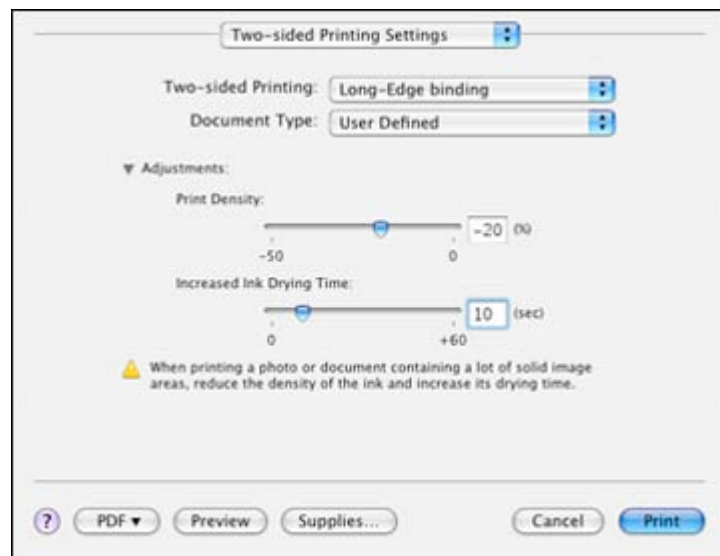 Two-sided Printing Settings
Two-sided Printing: Long-Edge binding
Document Type: User Defined
▼ Adjustments:
Print Density:
-20 (%)
-50 0
Increased Ink Drying Time:
10 (sec)
0 +60
When printing a photo or document containing a lot of solid image
areas, reduce the density of the ink and increase its drying time.
? PDF ▼ Preview Supplies... Cancel Print